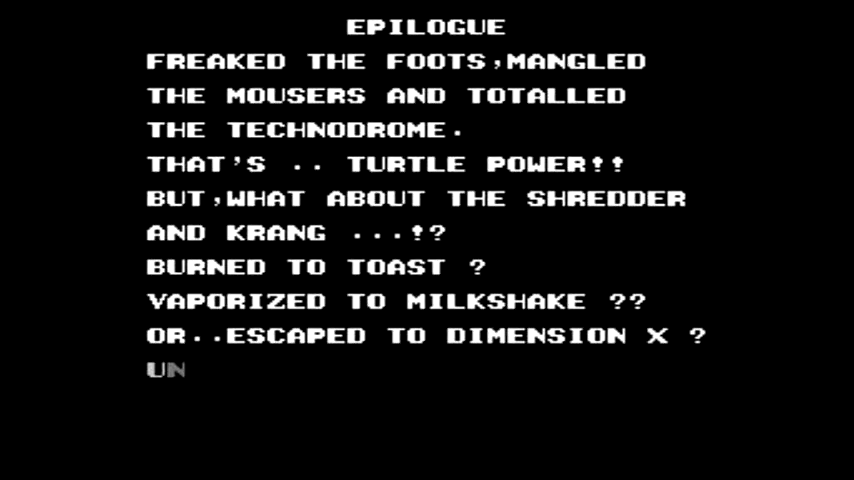 EPILOGUE
FREAKED THE FOOTS,MANGLED
THE MOUSERS AND TOTALLED
THE TECHNODROME.
THAT'S .. TURTLE POWER!!
BUT,WHAT ABOUT THE SHREDDER
AND KRANG ...!?
BURNED TO TOAST ?
VAPORIZED TO MILKSHAKE ??
OR..ESCAPED TO DIMENSION X ?
UN